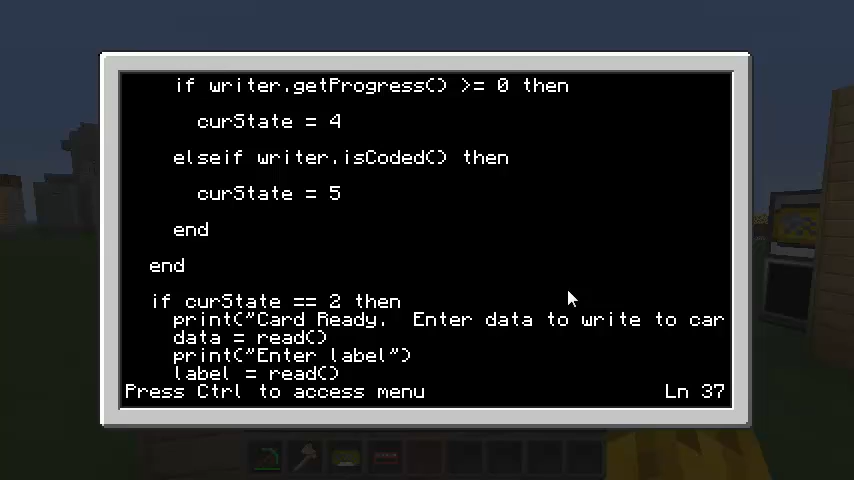 if writer.getProgress() >= 0 then
curState = 4
elseif writer.isCoded() then
curState = 5
end
end
if curState == 2 then
print("Card Ready.  Enter data to write to car
data = read()
print("Enter label")
label = read()
Press Ctrl to access menu Ln 37